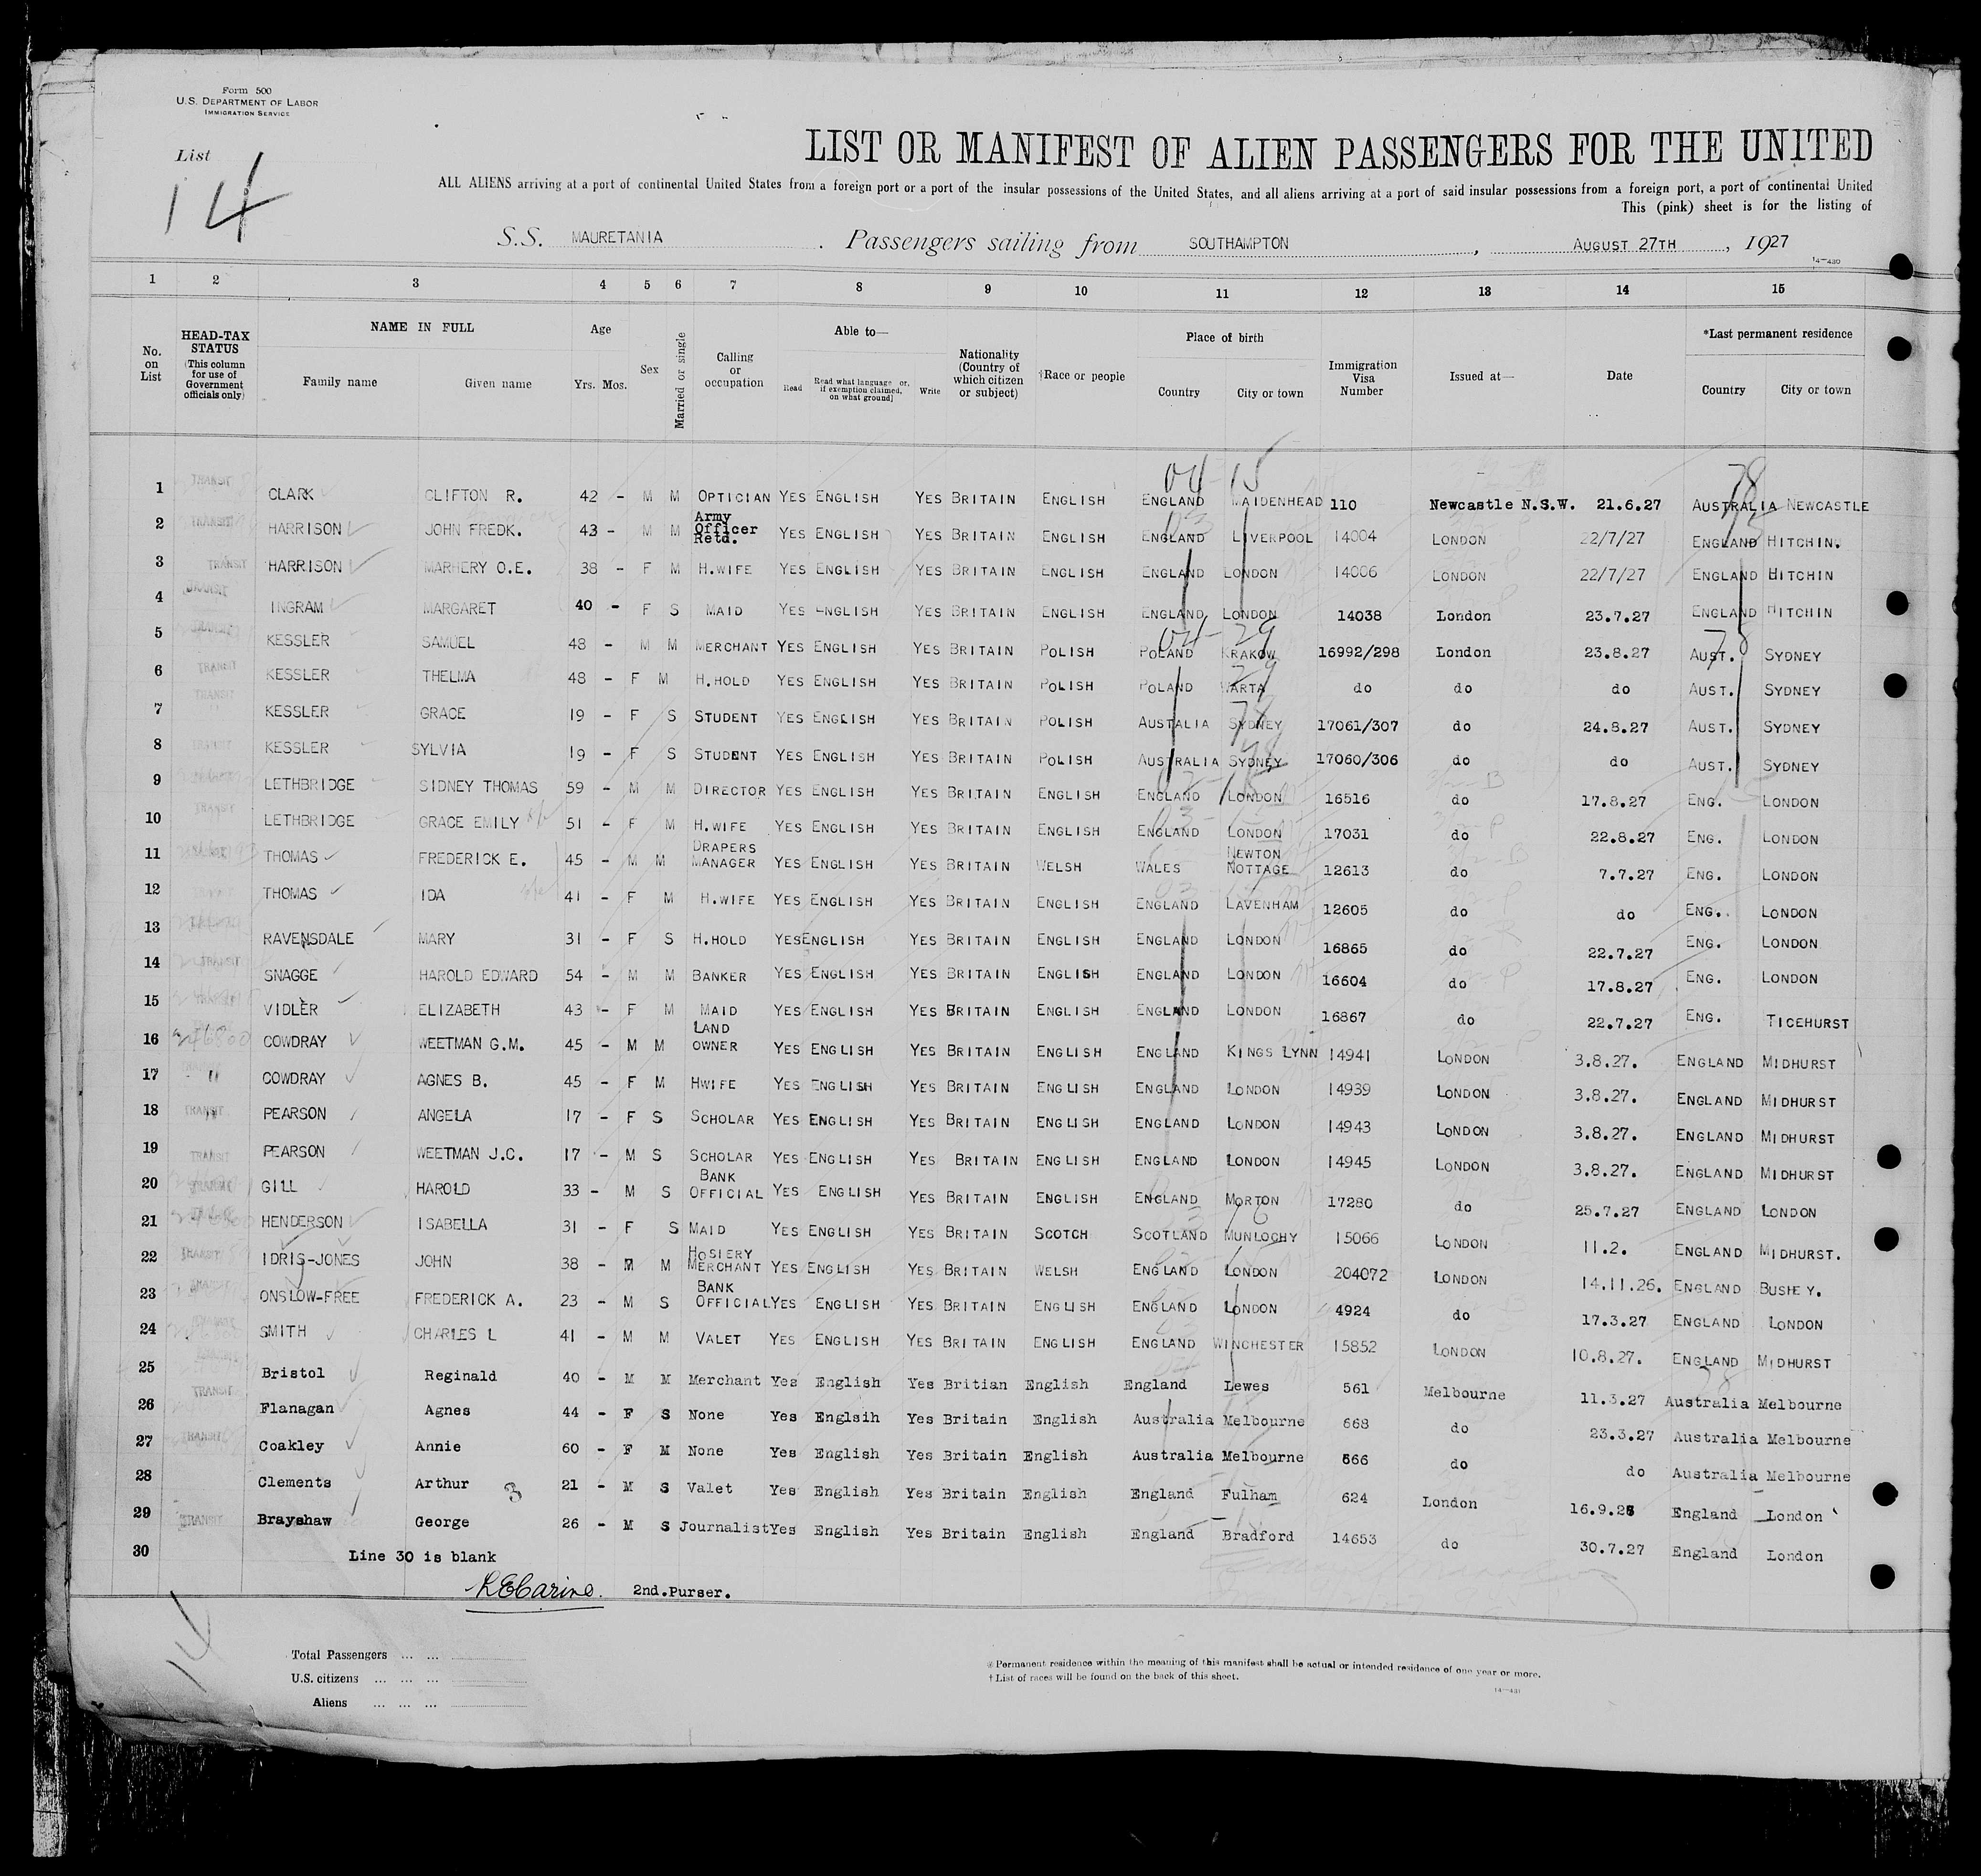 Form 500
U.S. DEPARTMENT OF LABOR
IMMIGRATION SERVICE
List
14
LIST OR MANIFEST OF ALIEN PASSENGERS FOR THE UNITED
ALL ALIENS arriving at a port of continental United States from a foreign port or a port of the insular possessions of the United States, and all aliens arriving at a port of said insular possessions from a foreign port, a port of continental United
This (pink) sheet is for the listing of
S.S. MAURETANIA . Passengers sailing from SOUTHAMPTON , AUGUST 27TH , 1927
14—430
1 2 3 4 5 6 7 8 9 10 11 12 13 14 15
No. on List HEAD-TAX STATUS (This column for use of Government officials only) NAME IN FULL Family name Given name Age Yrs. Mos. Sex Married or single Calling or occupation Able to— Read Read what language [or, if exemption claimed, on what ground] Write Nationality (Country of which citizen or subject) †Race or people Place of birth Country City or town Immigration Visa Number Issued at— Date *Last permanent residence Country City or town
04 15 78
1 TRANSIT CLARK CLIFTON R. 42 - M M OPTICIAN YES ENGLISH YES BRITAIN ENGLISH ENGLAND MAIDENHEAD 110 Newcastle N.S.W. 21.6.27 AUSTRALIA NEWCASTLE
2 TRANSIT HARRISON JOHN FREDK. 43 - M M Army Officer Retd. YES ENGLISH YES BRITAIN ENGLISH ENGLAND LIVERPOOL 14004 LONDON 22/7/27 ENGLAND HITCHIN.
3 TRANSIT HARRISON MARHERY O.E. 38 - F M H.WIFE YES ENGLISH YES BRITAIN ENGLISH ENGLAND LONDON 14006 LONDON 22/7/27 ENGLAND HITCHIN
4 TRANSIT INGRAM MARGARET 40 - F S MAID YES ENGLISH YES BRITAIN ENGLISH ENGLAND LONDON 14038 London 23.7.27 ENGLAND HITCHIN
5 TRANSIT KESSLER SAMUEL 48 - M M MERCHANT YES ENGLISH YES BRITAIN POLISH POLAND KRAKOW 16992/298 London 23.8.27 AUST. SYDNEY
6 TRANSIT KESSLER THELMA 48 - F M H.HOLD YES ENGLISH YES BRITAIN POLISH POLAND WARTA do do do AUST. SYDNEY
7 TRANSIT KESSLER GRACE 19 - F S STUDENT YES ENGLISH YES BRITAIN POLISH AUSTRALIA SYDNEY 17061/307 do 24.8.27 AUST. SYDNEY
8 TRANSIT KESSLER SYLVIA 19 - F S STUDENT YES ENGLISH YES BRITAIN POLISH AUSTRALIA SYDNEY 17060/306 do do AUST. SYDNEY
9 LETHBRIDGE SIDNEY THOMAS 59 - M M DIRECTOR YES ENGLISH YES BRITAIN ENGLISH ENGLAND LONDON 16516 do 17.8.27 ENG. LONDON
10 TRANSIT LETHBRIDGE GRACE EMILY 51 - F M H.WIFE YES ENGLISH YES BRITAIN ENGLISH ENGLAND LONDON 17031 do 22.8.27 ENG. LONDON
11 THOMAS FREDERICK E. 45 - M M DRAPERS MANAGER YES ENGLISH YES BRITAIN WELSH WALES NEWTON NOTTAGE 12613 do 7.7.27 ENG. LONDON
12 THOMAS IDA 41 - F M H.WIFE YES ENGLISH YES BRITAIN ENGLISH ENGLAND LAVENHAM 12605 do do ENG. LONDON
13 RAVENSDALE MARY 31 - F S H.HOLD YESENGLISH YES BRITAIN ENGLISH ENGLAND LONDON 16865 do 22.7.27 ENG. LONDON
14 TRANSIT SNAGGE HAROLD EDWARD 54 - M M BANKER YES ENGLISH YES BRITAIN ENGLISH ENGLAND LONDON 16604 do 17.8.27 ENG. LONDON
15 VIDLER ELIZABETH 43 - F M MAID YES ENGLISH YES BRITAIN ENGLISH ENGLAND LONDON 16867 do 22.7.27 ENG. TICEHURST
16 COWDRAY WEETMAN G.M. 45 - M M LAND OWNER YES ENGLISH YES BRITAIN ENGLISH ENGLAND KINGS LYNN 14941 LONDON 3.8.27. ENGLAND MIDHURST
17 " COWDRAY AGNES B. 45 - F M HWIFE YES ENGLISH YES BRITAIN ENGLISH ENGLAND LONDON 14939 LONDON 3.8.27. ENGLAND MIDHURST
18 TRANSIT PEARSON ANGELA 17 - F S SCHOLAR YES ENGLISH YES BRITAIN ENGLISH ENGLAND LONDON 14943 LONDON 3.8.27. ENGLAND MIDHURST
19 TRANSIT PEARSON WEETMAN J.C. 17 - M S SCHOLAR YES ENGLISH YES BRITAIN ENGLISH ENGLAND LONDON 14945 LONDON 3.8.27. ENGLAND MIDHURST
20 TRANSIT GILL HAROLD 33 - M S BANK OFFICIAL YES ENGLISH YES BRITAIN ENGLISH ENGLAND MORTON 17280 do 25.7.27 ENGLAND LONDON
21 HENDERSON ISABELLA 31 - F S MAID YES ENGLISH YES BRITAIN SCOTCH SCOTLAND MUNLOCHY 15066 LONDON 11.2. ENGLAND MIDHURST.
22 TRANSIT IDRIS-JONES JOHN 38 - M M HOSIERY MERCHANT YES ENGLISH YES BRITAIN WELSH ENGLAND LONDON 204072 LONDON 14.11.26. ENGLAND BUSHEY.
23 TRANSIT ONSLOW-FREE FREDERICK A. 23 - M S BANK OFFICIALYES ENGLISH YES BRITAIN ENGLISH ENGLAND LONDON 4924 do 17.3.27 ENGLAND LONDON
24 SMITH CHARLES L 41 - M M VALET YES ENGLISH YES BRITAIN ENGLISH ENGLAND WINCHESTER 15852 LONDON 10.8.27. ENGLAND MIDHURST
25 Bristol Reginald 40 - M M Merchant Yes English Yes Britian English England Lewes 561 Melbourne 11.3.27 Australia Melbourne
26 TRANSIT Flanagan Agnes 44 - F S None Yes Englsih Yes Britain English Australia Melbourne 668 do 23.3.27 Australia Melbourne
27 TRANSIT Coakley Annie 60 - F M None Yes English Yes Britain English Australia Melbourne 666 do do Australia Melbourne
28 Clements Arthur 3 21 - M S Valet Yes English Yes Britain English England Fulham 624 London 16.9.26 England London
29 TRANSIT Brayshaw George 26 - M S JournalistYes English Yes Britain English England Bradford 14653 do 30.7.27 England London
30 Line 30 is blank
2nd.Purser.
14
Total Passengers ... ...
U.S. citizens ... ... ...
Aliens ... ... ...
* Permanent residence within the meaning of this manifest shall be actual or intended residence of one year or more.
† List of races will be found on the back of this sheet.
14—431